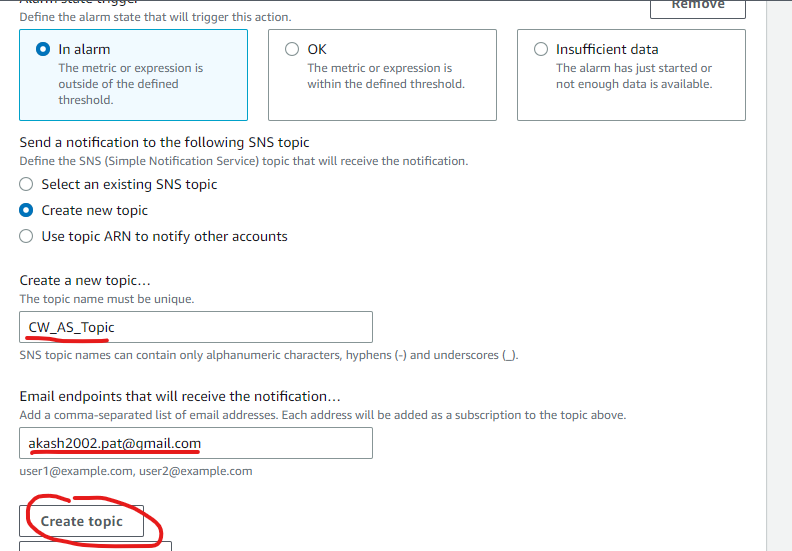 Alarm state trigger
Remove
Define the alarm state that will trigger this action.
In alarm
The metric or expression is
outside of the defined
threshold.
OK
The metric or expression is
within the defined threshold.
Insufficient data
The alarm has just started or
not enough data is available.
Send a notification to the following SNS topic
Define the SNS (Simple Notification Service) topic that will receive the notification.
Select an existing SNS topic
Create new topic
Use topic ARN to notify other accounts
Create a new topic…
The topic name must be unique.
CW_AS_Topic
SNS topic names can contain only alphanumeric characters, hyphens (-) and underscores (_).
Email endpoints that will receive the notification…
Add a comma-separated list of email addresses. Each address will be added as a subscription to the topic above.
akash2002.pat@gmail.com
user1@example.com, user2@example.com
Create topic